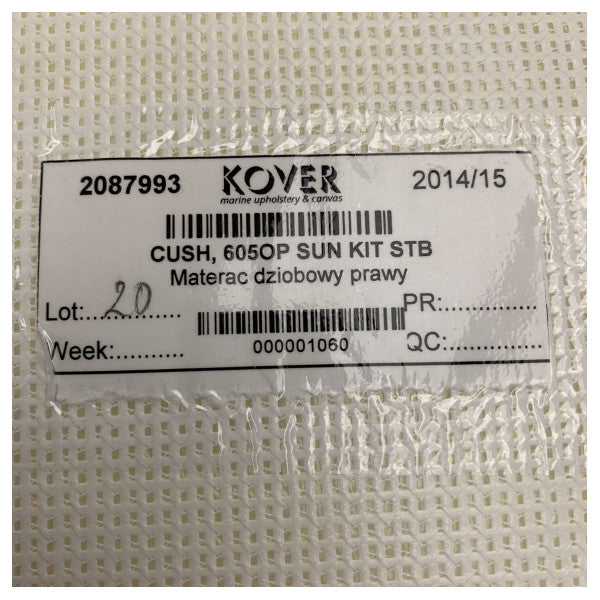 2087993 KOVER 2014/15
marine upholstery & canvas
CUSH, 605OP SUN KIT STB
Materac dziobowy prawy
Lot:....20.......... PR:...............
Week:.......... 000001060 QC:..............